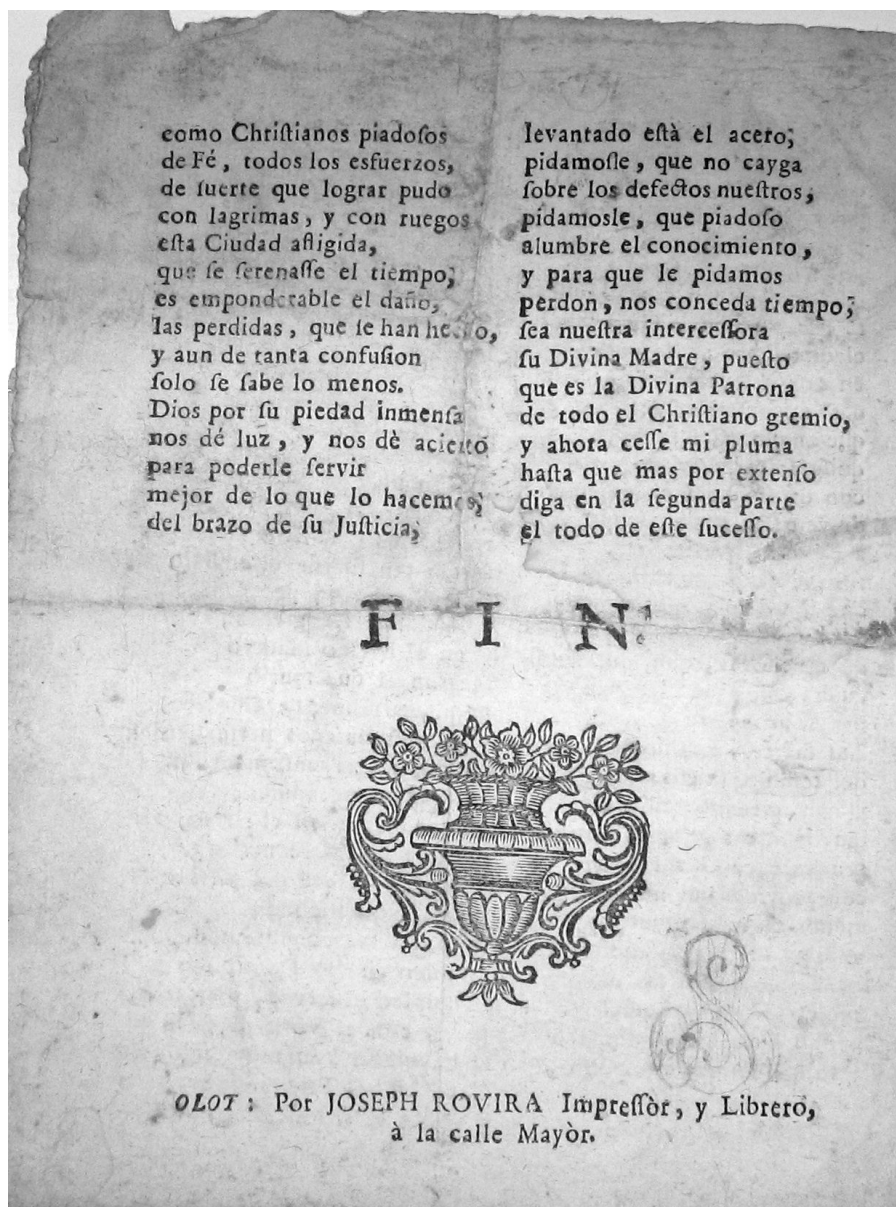 como Chriſtianos piadoſos
de Fé, todos los esfuerzos,
de ſuerte que lograr pudo
con lagrimas, y con ruegos
eſta Ciudad afligida,
que ſe ſerenaſſe el tiempo;
es emponderable el daño,
las perdidas, que ſe han hecho,
y aun de tanta confuſion
ſolo ſe ſabe lo menos.
Dios por ſu piedad inmenſa
nos dé luz, y nos dè acierto
para poderle ſervir
mejor de lo que lo hacemos;
del brazo de ſu Juſticia;
levantado eſtà el acero;
pidamoſle, que no cayga
ſobre los defectos nueſtros,
pidamosle, que piadoſo
alumbre el conocimiento,
y para que le pidamos
perdon, nos conceda tiempo;
ſea nueſtra interceſſora
ſu Divina Madre, pueſto
que es la Divina Patrona
de todo el Chriſtiano gremio,
y ahora ceſſe mi pluma
haſta que mas por extenſo
diga en la ſegunda parte
el todo de eſte ſuceſſo.
FIN.
OLOT: Por JOSEPH ROVIRA Impreſſòr, y Librero,
à la calle Mayòr.